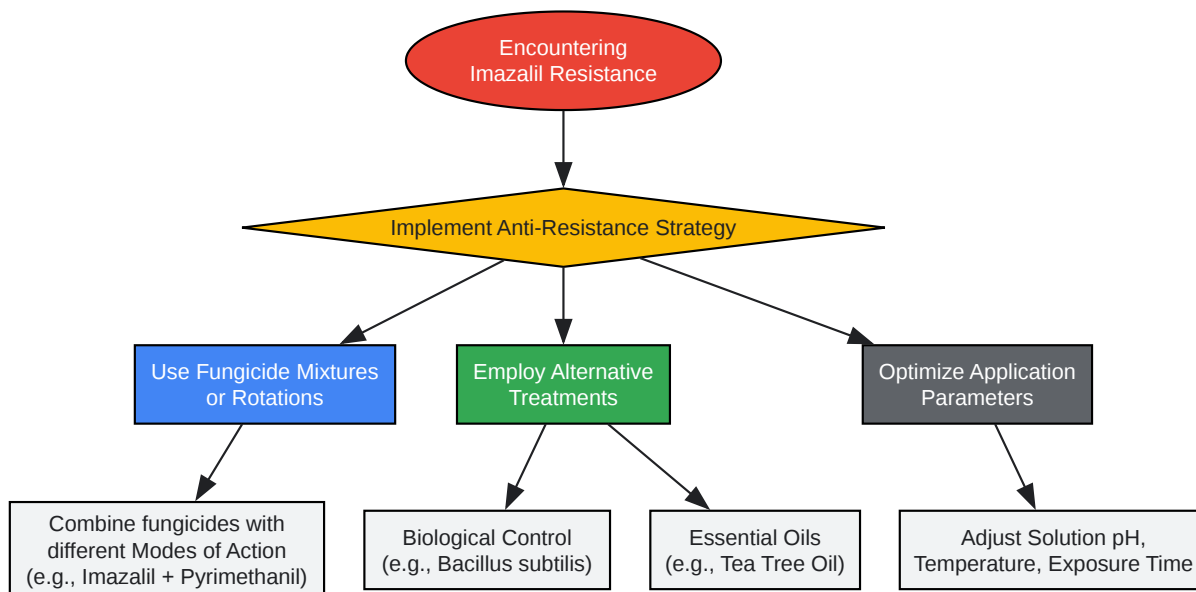 Encountering
Imazalil Resistance
Implement Anti-Resistance Strategy
Use Fungicide Mixtures
or Rotations
Employ Alternative
Treatments
Optimize Application
Parameters
Combine fungicides with
different Modes of Action
(e.g., Imazalil + Pyrimethanil)
Biological Control
(e.g., Bacillus subtilis)
Essential Oils
(e.g., Tea Tree Oil)
Adjust Solution pH,
Temperature, Exposure Time